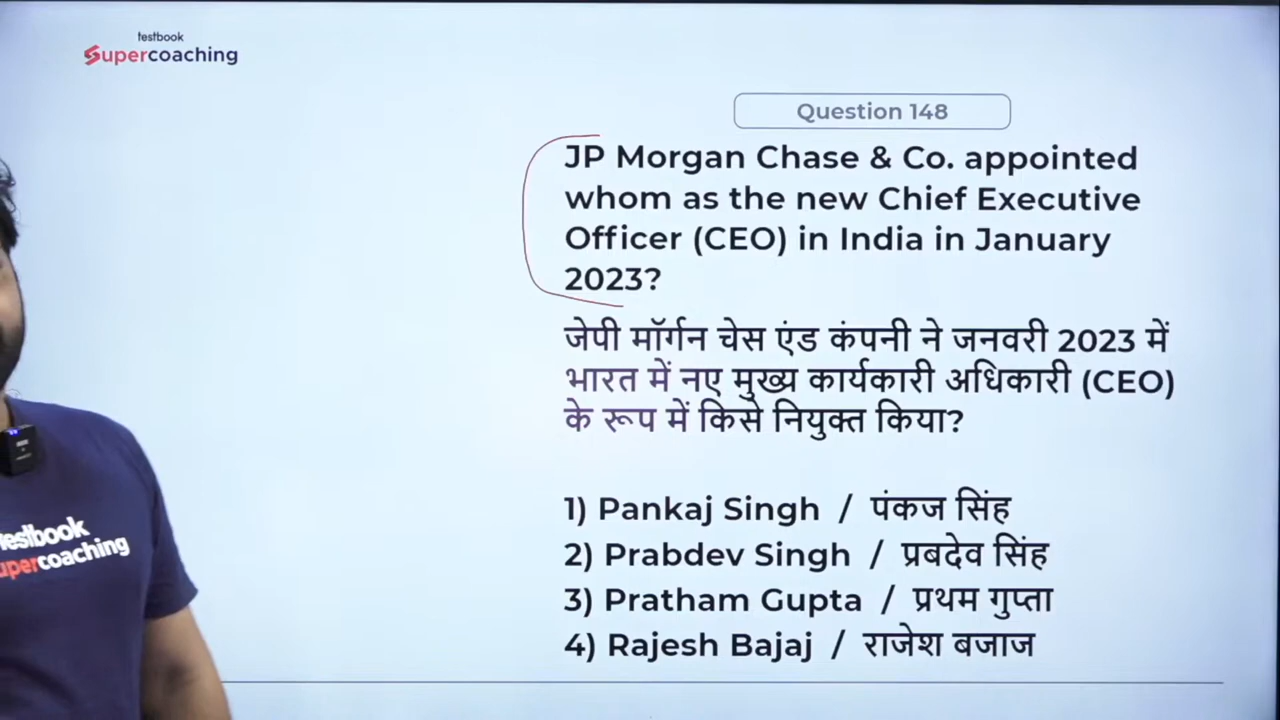 testbook
Supercoaching
Question 148
JP Morgan Chase & Co. appointed
whom as the new Chief Executive
Officer (CEO) in India in January
2023?
जेपी मॉर्गन चेस एंड कंपनी ने जनवरी 2023 में
भारत में नए मुख्य कार्यकारी अधिकारी (CEO)
के रूप में किसे नियुक्त किया?
1) Pankaj Singh / पंकज सिंह
2) Prabdev Singh / प्रबदेव सिंह
3) Pratham Gupta / प्रथम गुप्ता
4) Rajesh Bajaj / राजेश बजाज
testbook
supercoaching